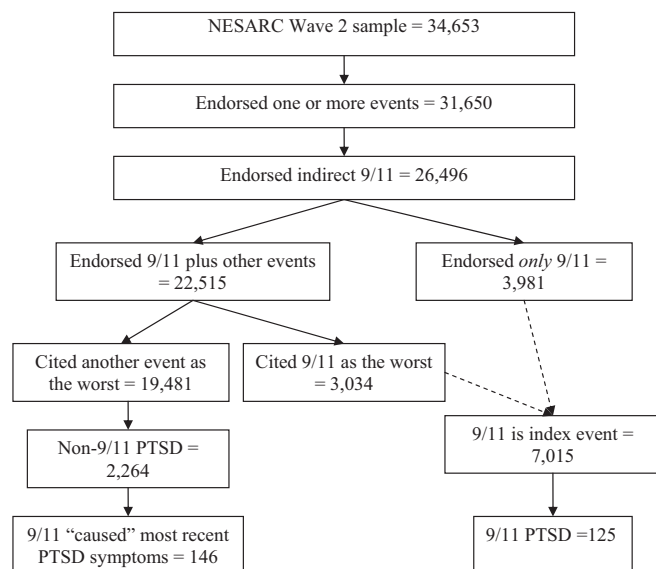 NESARC Wave 2 sample = 34,653
Endorsed one or more events = 31,650
Endorsed indirect 9/11 = 26,496
Endorsed 9/11 plus other events
= 22,515
Endorsed only 9/11 =
3,981
Cited another event as
the worst = 19,481
Cited 9/11 as the worst
= 3,034
Non-9/11 PTSD =
2,264
9/11 is index event =
7,015
9/11 “caused” most recent
PTSD symptoms = 146
9/11 PTSD =125